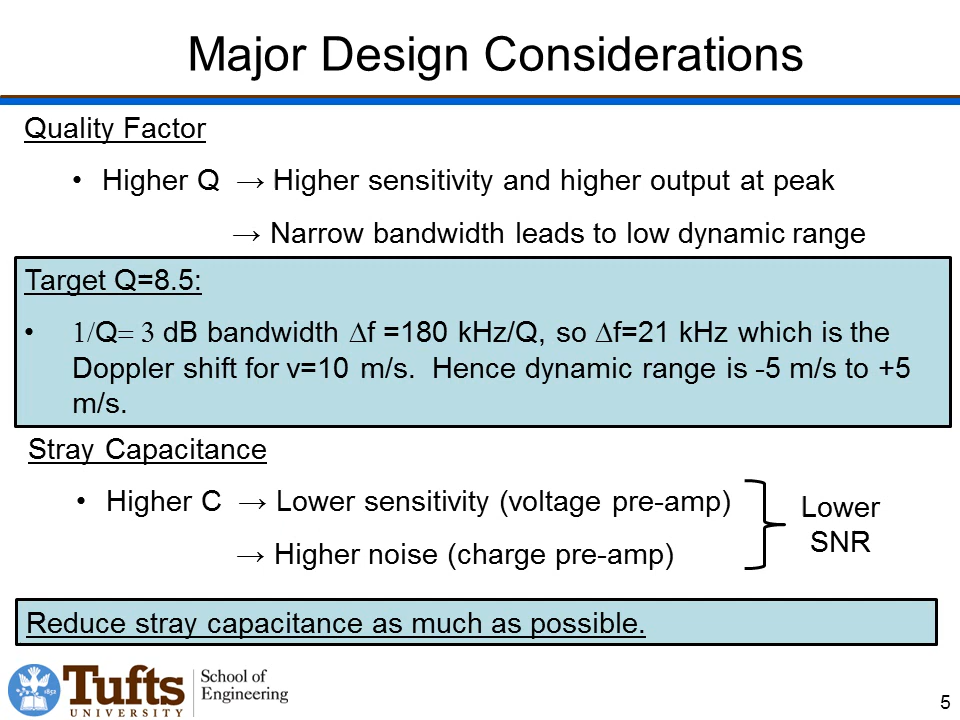 Major Design Considerations
Quality Factor
• Higher Q → Higher sensitivity and higher output at peak
→ Narrow bandwidth leads to low dynamic range
Target Q=8.5:
• 1/Q= 3 dB bandwidth ∆f =180 kHz/Q, so ∆f=21 kHz which is the
Doppler shift for v=10 m/s. Hence dynamic range is -5 m/s to +5
m/s.
Stray Capacitance
• Higher C → Lower sensitivity (voltage pre-amp)
→ Higher noise (charge pre-amp)
Lower
SNR
Reduce stray capacitance as much as possible.
1852
Tufts
UNIVERSITY
School of
Engineering
5